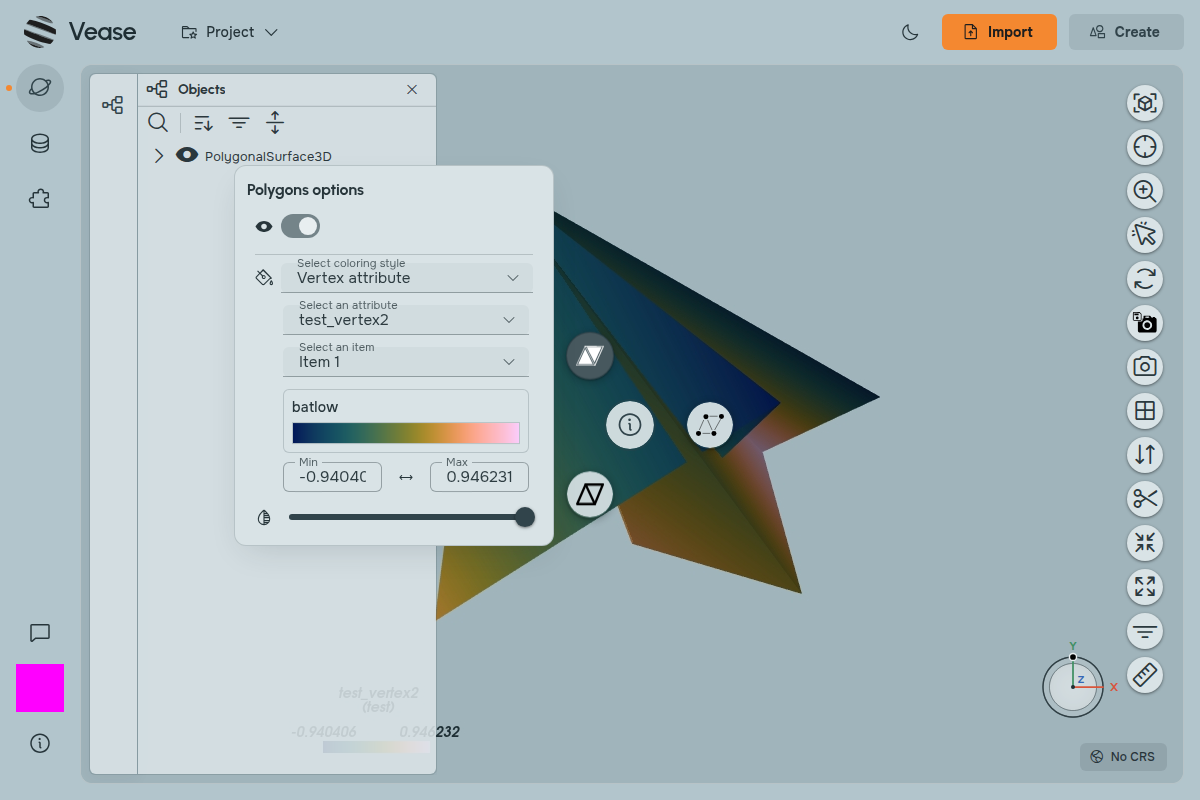 Vease
Project
Import
Create
Objects
PolygonalSurface3D
Polygons options
Select coloring style
Vertex attribute
Select an attribute
test_vertex2
Select an item
Item 1
batlow
Min
-0.9404
Max
0.946231
test_vertex2
(test)
-0.940406 0.946232
Y
Z
X
No CRS